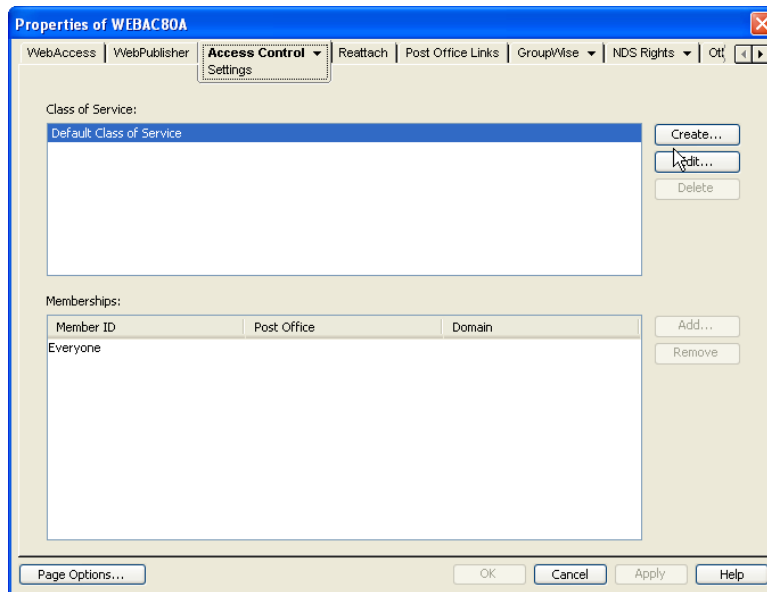 Properties of WEBAC80A
WebAccess WebPublisher Access Control Reattach Post Office Links GroupWise NDS Rights
Settings
Class of Service:
Default Class of Service
Create...
Edit...
Delete
Memberships:
Member ID Post Office Domain
Everyone
Add...
Remove
Page Options... OK Cancel Apply Help